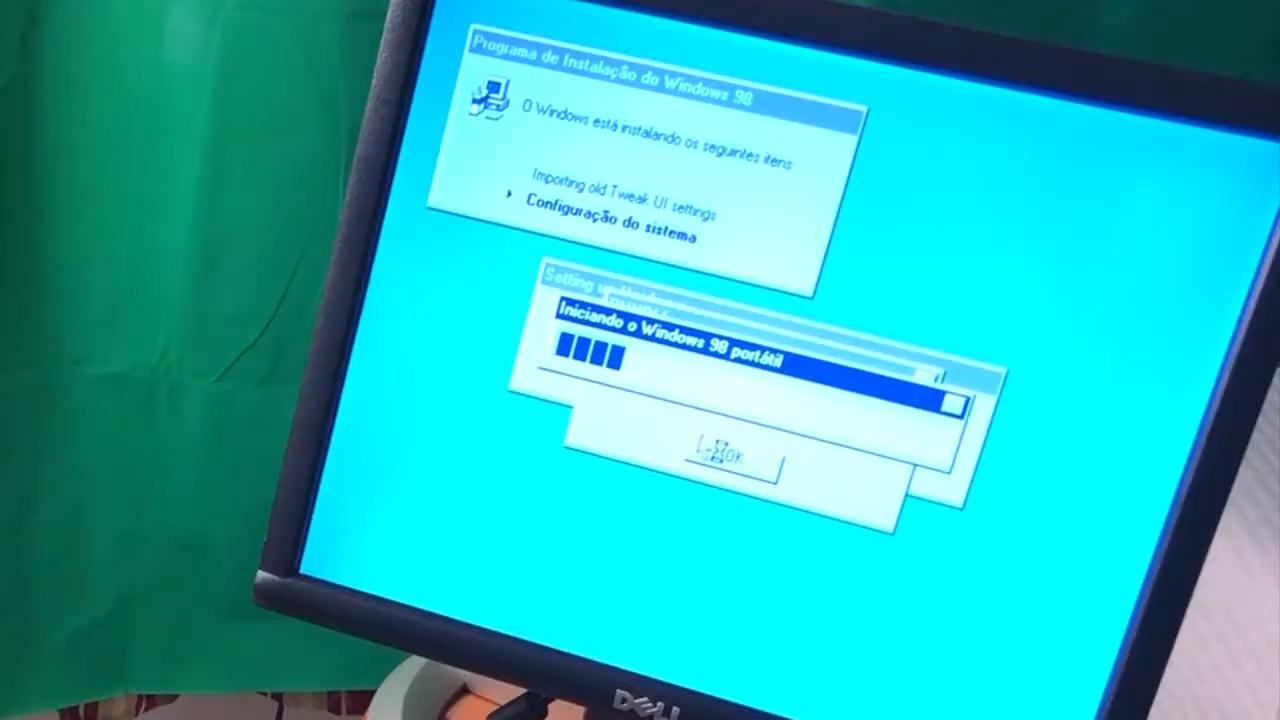 Programa de Instalação do Windows 98
O Windows está instalando os seguintes itens:
Importing old Tweak UI settings
Configuração do sistema
Setting
Iniciando o Windows 98 portátil
OK
DELL